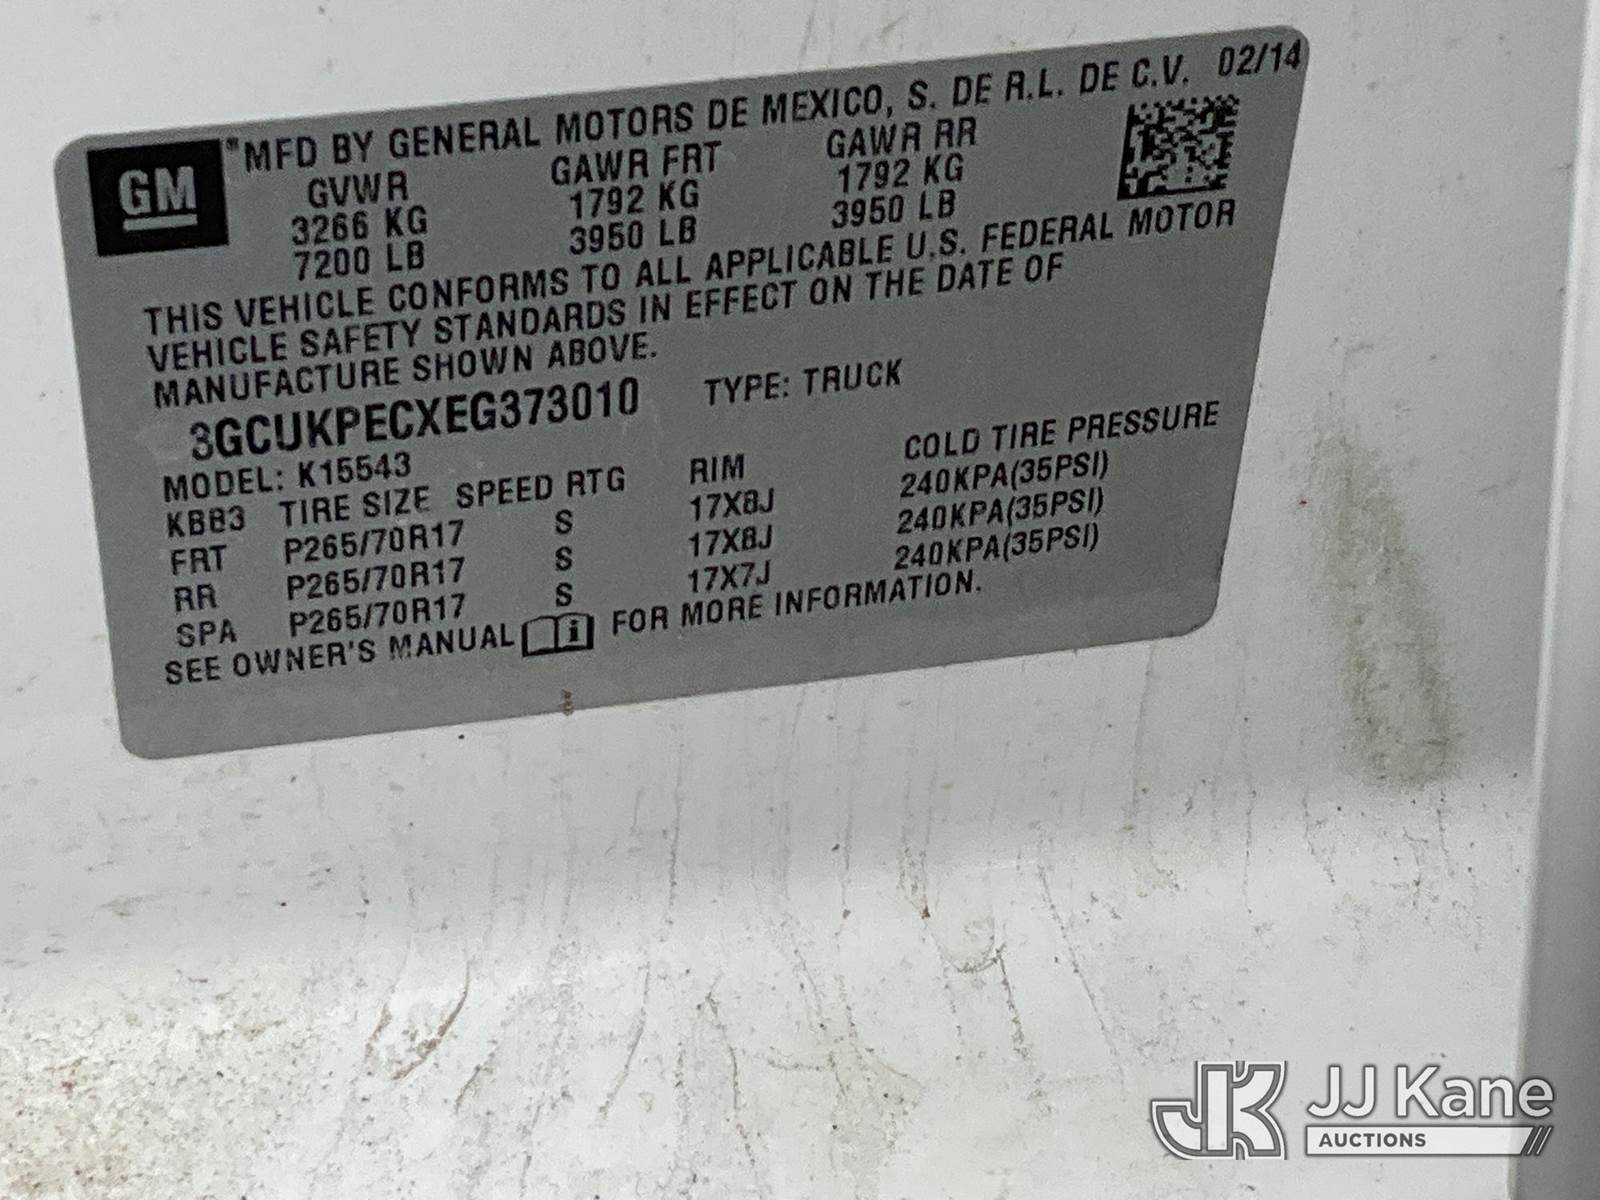 GM
MFD BY GENERAL MOTORS DE MEXICO, S. DE R.L. DE C.V. 02/14
GVWR GAWR FRT GAWR RR
3266 KG 1792 KG 1792 KG
7200 LB 3950 LB 3950 LB
THIS VEHICLE CONFORMS TO ALL APPLICABLE U.S. FEDERAL MOTOR
VEHICLE SAFETY STANDARDS IN EFFECT ON THE DATE OF
MANUFACTURE SHOWN ABOVE.
3GCUKPECXEG373010 TYPE: TRUCK
MODEL: K15543
KBB3 TIRE SIZE SPEED RTG RIM COLD TIRE PRESSURE
FRT P265/70R17 S 17X8J 240KPA(35PSI)
RR P265/70R17 S 17X8J 240KPA(35PSI)
SPA P265/70R17 S 17X7J 240KPA(35PSI)
SEE OWNER'S MANUAL i FOR MORE INFORMATION.
JK JJ Kane
AUCTIONS